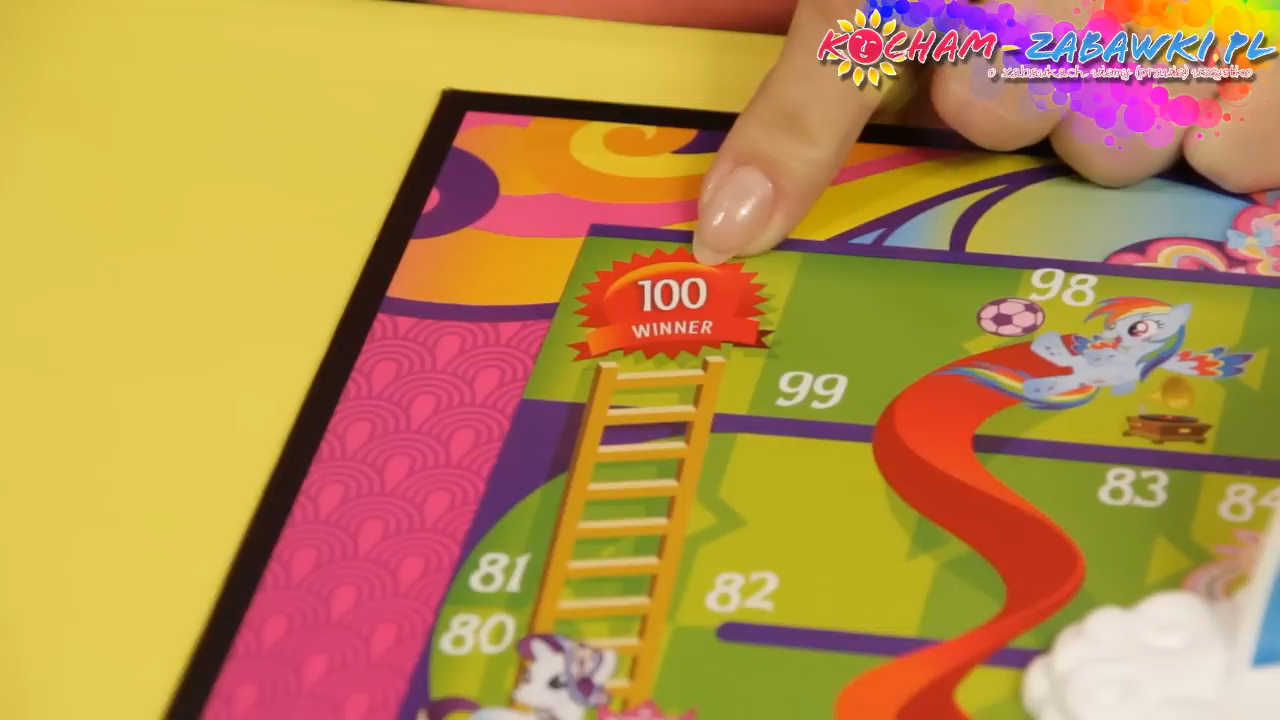 KOCHAM-ZABAWKI.PL
o zabawkach wiemy (prawie) wszystko
100
WINNER
98
99
83
84
81
82
80